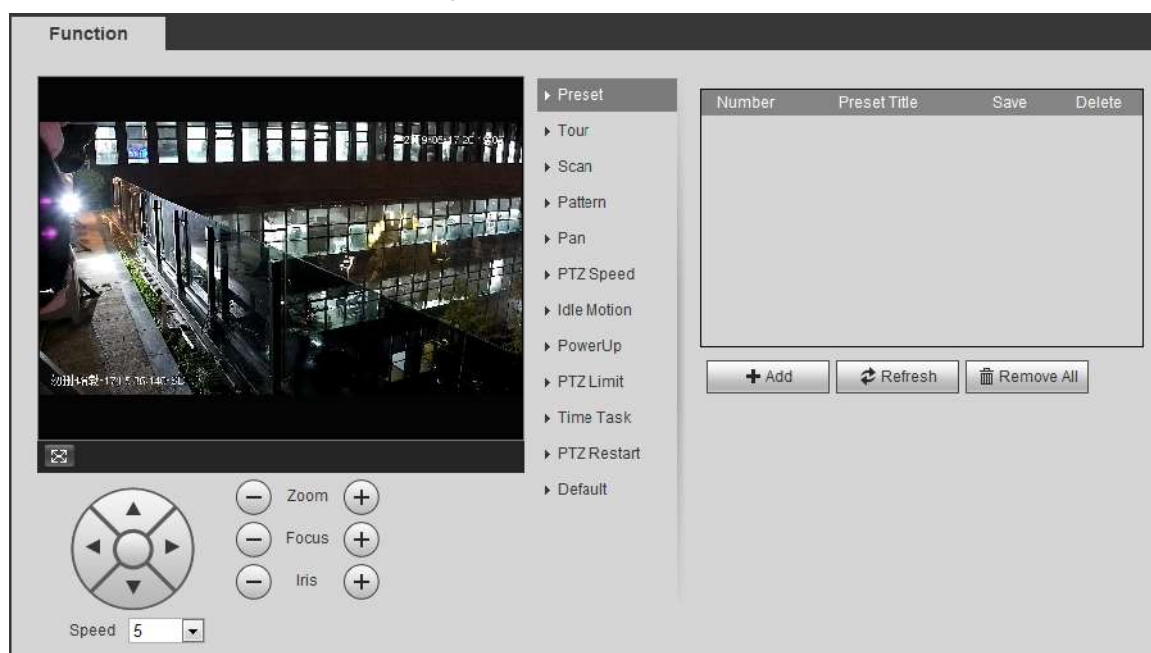 Function
Preset
Tour
Scan
Pattern
Pan
PTZ Speed
Idle Motion
PowerUp
PTZ Limit
Time Task
PTZ Restart
Default
Number Preset Title Save Delete
Add Refresh Remove All
Zoom
Focus
Iris
Speed 5